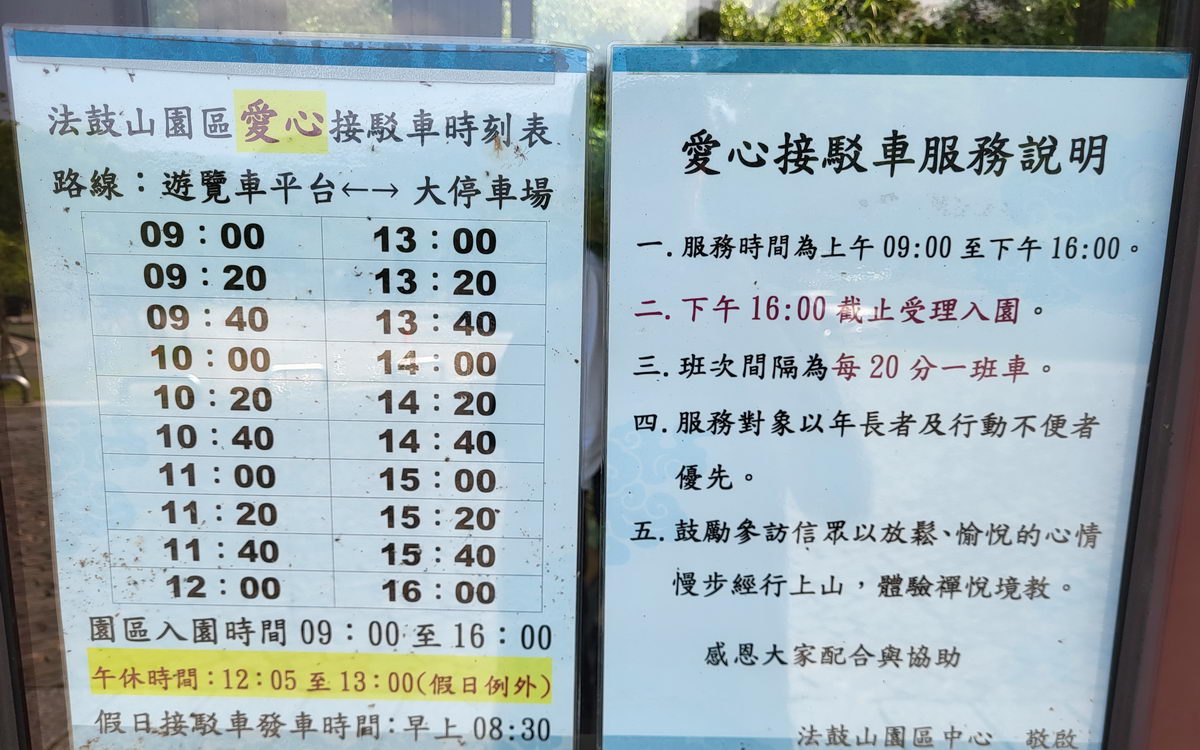 法鼓山園區愛心接駁車時刻表
路線：遊覽車平台←→ 大停車場
09：00 13：00
09：20 13：20
09：40 13：40
10：00 14：00
10：20 14：20
10：40 14：40
11：00 15：00
11：20 15：20
11：40 15：40
12：00 16：00
園區入園時間 09：00 至 16：00
午休時間：12：05 至 13：00(假日例外)
假日接駁車發車時間：早上 08:30
愛心接駁車服務說明
一. 服務時間為上午 09:00 至下午 16:00。
二. 下午 16:00 截止受理入園。
三. 班次間隔為每 20 分一班車。
四. 服務對象以年長者及行動不便者
優先。
五. 鼓勵參訪信眾以放鬆、愉悅的心情
慢步經行上山，體驗禪悅境教。
感恩大家配合與協助
法鼓山園區中心 敬啟